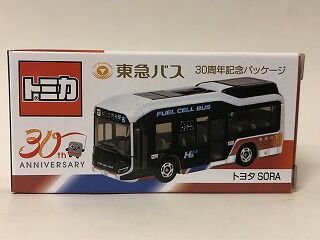 トミカ
東急バス 30周年記念パッケージ
FUEL CELL BUS
H2
30th
ANNIVERSARY
トヨタ SORA